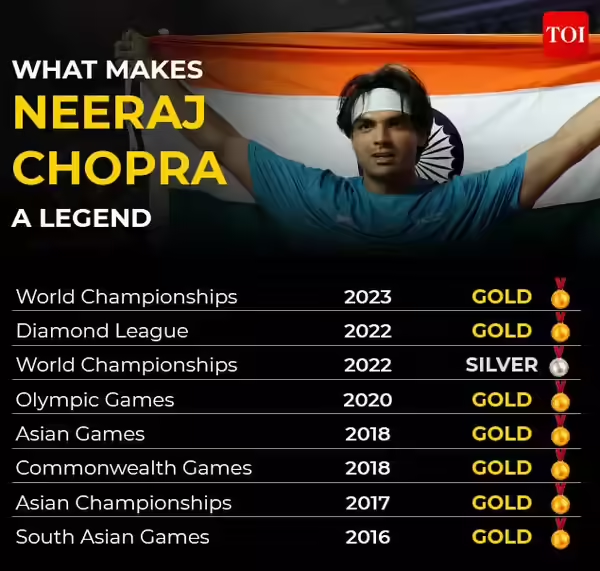 TOI
WHAT MAKES
NEERAJ
CHOPRA
A LEGEND
World Championships 2023 GOLD
Diamond League 2022 GOLD
World Championships 2022 SILVER
Olympic Games 2020 GOLD
Asian Games 2018 GOLD
Commonwealth Games 2018 GOLD
Asian Championships 2017 GOLD
South Asian Games 2016 GOLD